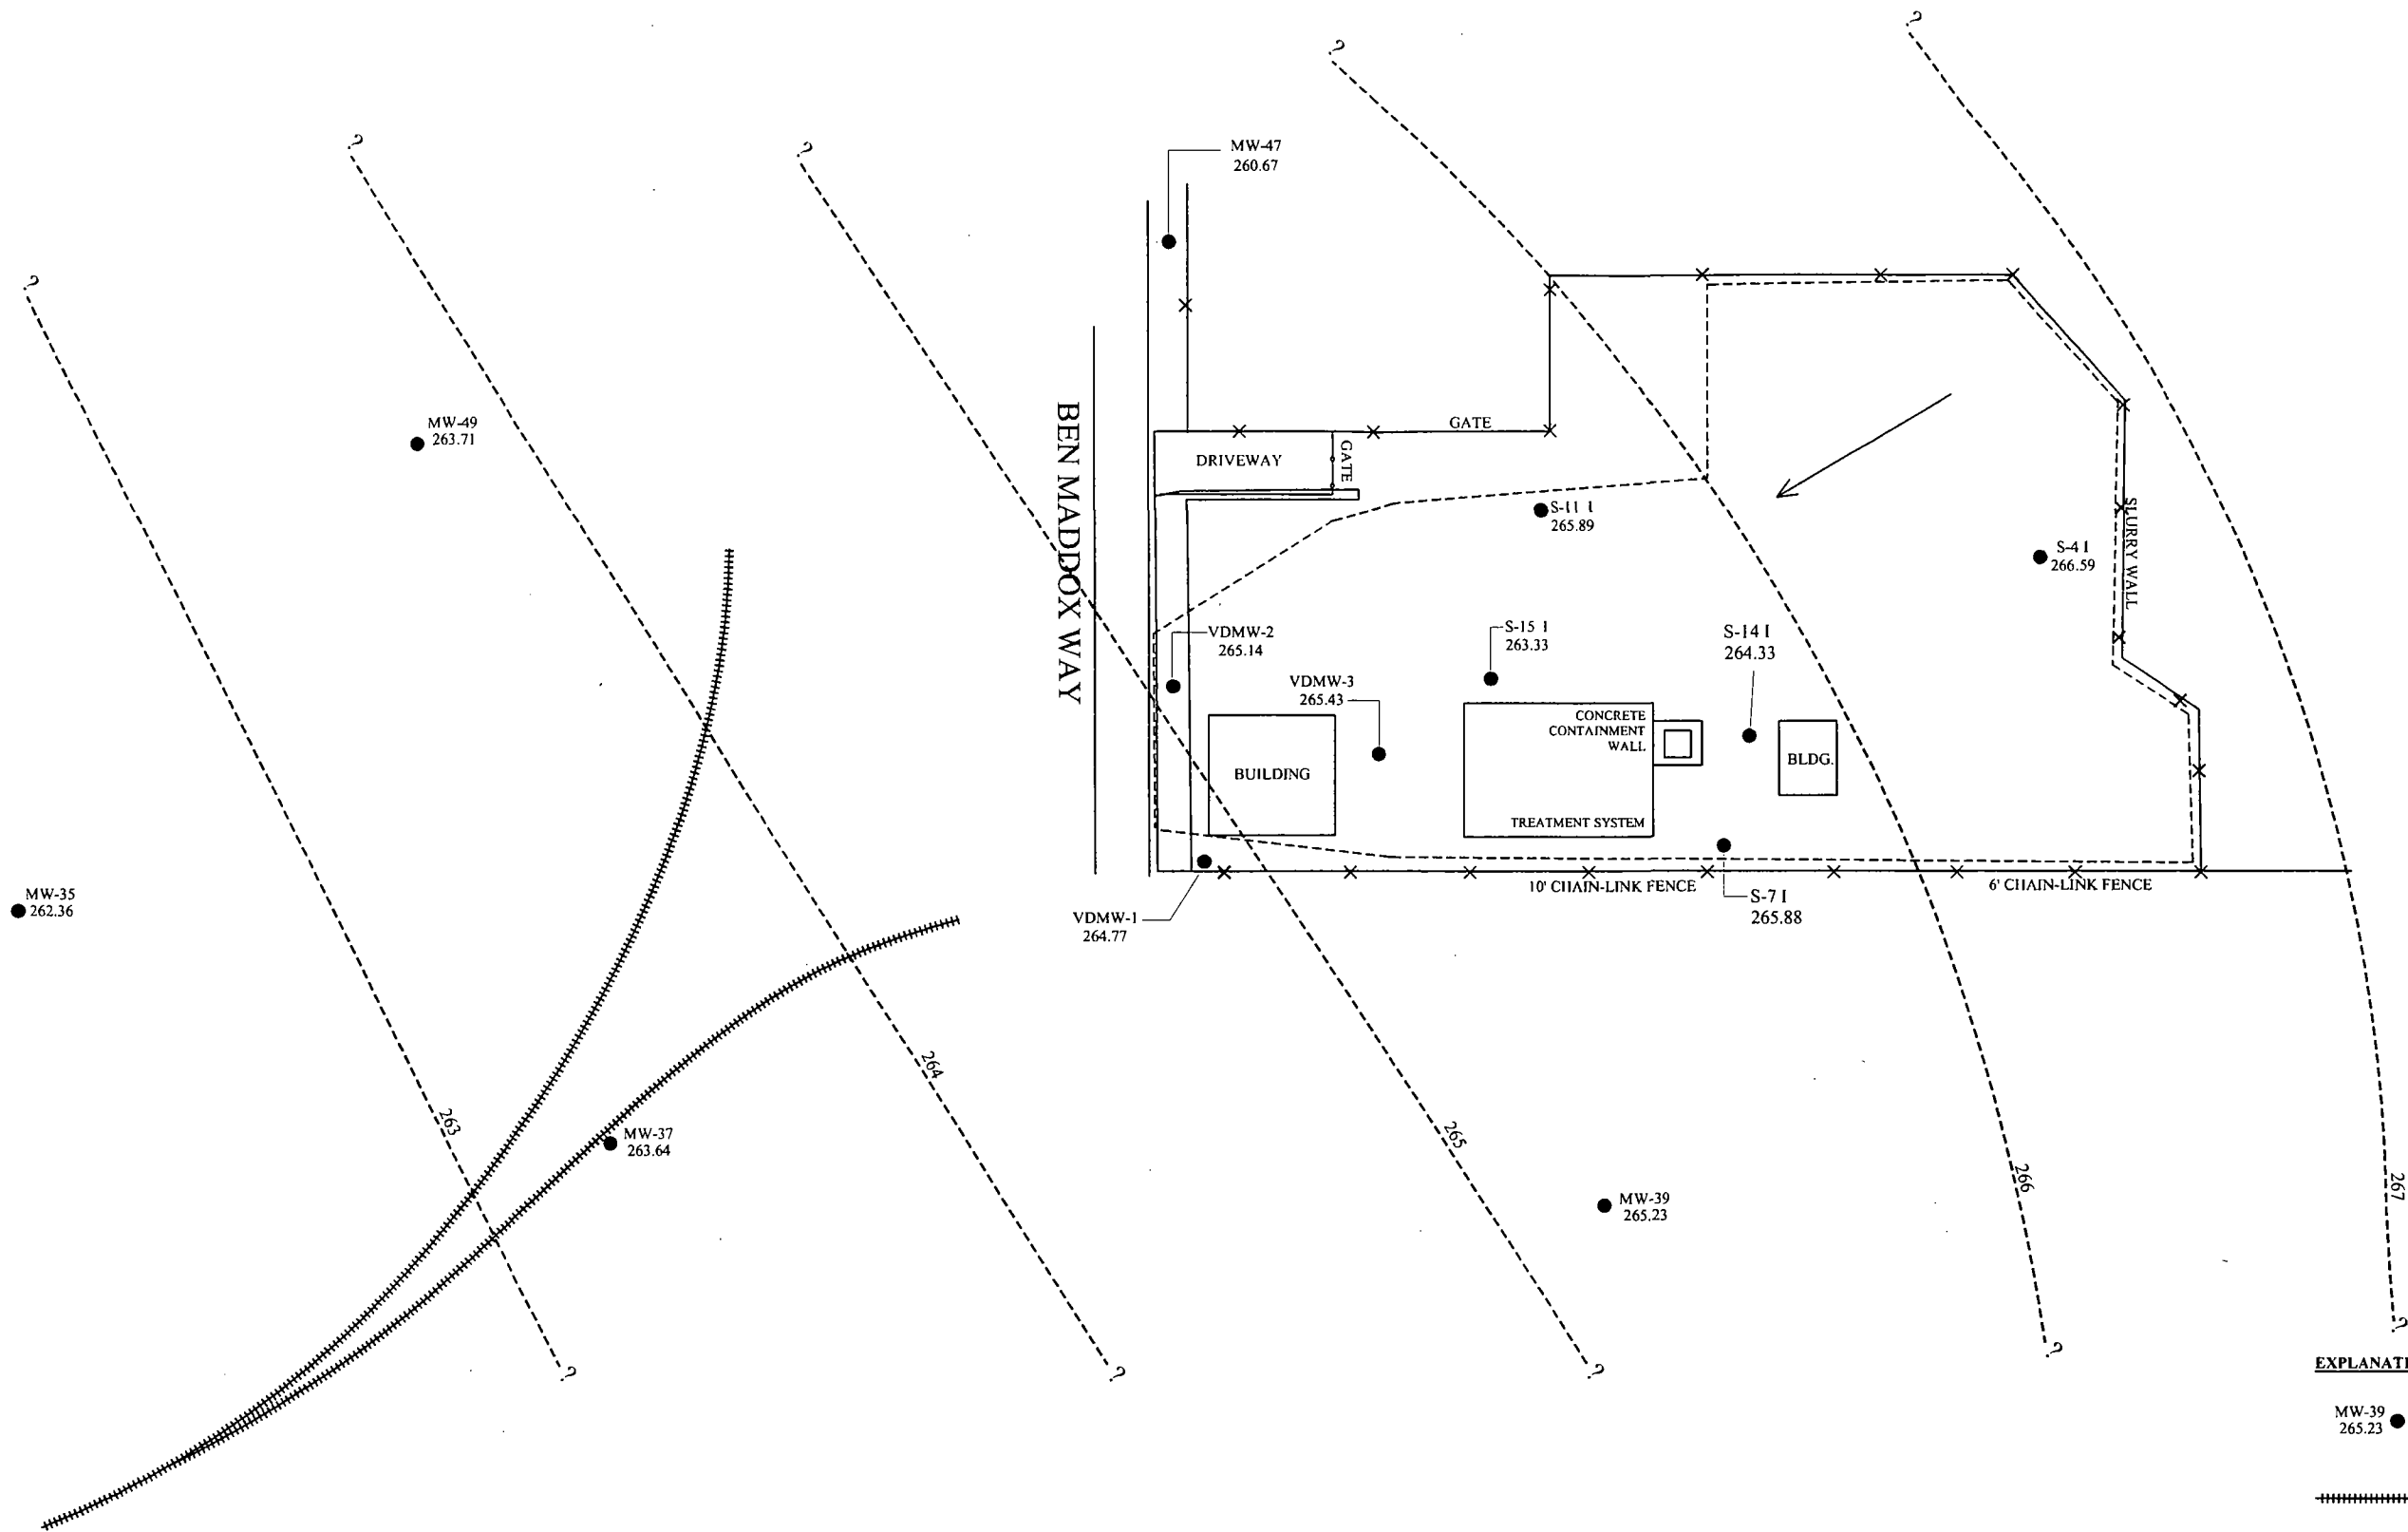 ?
?
?
?
?
MW-47
260.67
MW-49
263.71
GATE
DRIVEWAY
GATE
BEN MADDOX WAY
S-11 I
265.89
S-4 I
266.59
SLURRY WALL
VDMW-2
265.14
S-15 I
263.33
S-14 I
264.33
VDMW-3
265.43
CONCRETE
CONTAINMENT
WALL
BUILDING
BLDG.
TREATMENT SYSTEM
10' CHAIN-LINK FENCE
6' CHAIN-LINK FENCE
MW-35
262.36
VDMW-1
264.77
S-7 I
265.88
263
264
265
266
267
MW-37
263.64
MW-39
265.23
?
?
?
?
?
MW-39
265.23